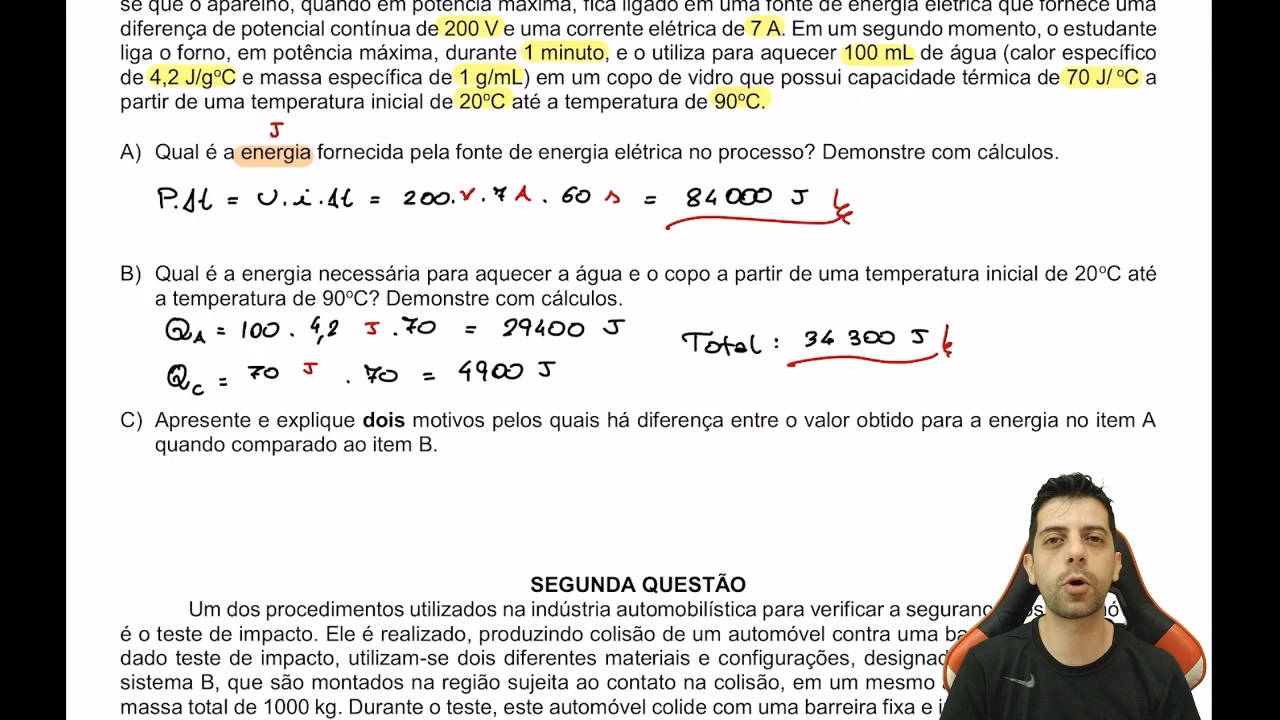 se que o aparelho, quando em potência máxima, fica ligado em uma fonte de energia elétrica que fornece uma
diferença de potencial contínua de 200 V e uma corrente elétrica de 7 A. Em um segundo momento, o estudante
liga o forno, em potência máxima, durante 1 minuto, e o utiliza para aquecer 100 mL de água (calor específico
de 4,2 J/gºC e massa específica de 1 g/mL) em um copo de vidro que possui capacidade térmica de 70 J/ ºC a
partir de uma temperatura inicial de 20ºC até a temperatura de 90ºC.
J
A) Qual é a energia fornecida pela fonte de energia elétrica no processo? Demonstre com cálculos.
P.Δt = U.i.Δt = 200.V.7A.60 s = 84000 J
B) Qual é a energia necessária para aquecer a água e o copo a partir de uma temperatura inicial de 20ºC até
a temperatura de 90ºC? Demonstre com cálculos.
QA = 100 . 4,2 J .70 = 29400 J
Total: 34 300 J
QC = 70 J . 70 = 4900 J
C) Apresente e explique dois motivos pelos quais há diferença entre o valor obtido para a energia no item A
quando comparado ao item B.
SEGUNDA QUESTÃO
Um dos procedimentos utilizados na indústria automobilística para verificar a seguranç
é o teste de impacto. Ele é realizado, produzindo colisão de um automóvel contra uma ba
dado teste de impacto, utilizam-se dois diferentes materiais e configurações, designad
sistema B, que são montados na região sujeita ao contato na colisão, em um mesmo
massa total de 1000 kg. Durante o teste, este automóvel colide com uma barreira fixa e i